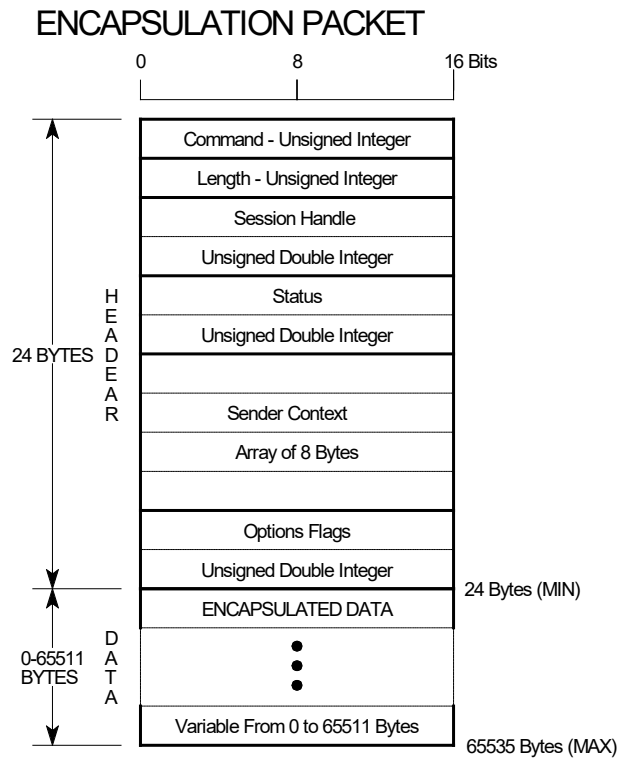 ENCAPSULATION PACKET
0 8 16 Bits
Command - Unsigned Integer
Length - Unsigned Integer
Session Handle
Unsigned Double Integer
Status
Unsigned Double Integer
24 BYTES
HEADEAR
Sender Context
Array of 8 Bytes
Options Flags
Unsigned Double Integer
24 Bytes (MIN)
ENCAPSULATED DATA
0-65511
BYTES
DATA
Variable From 0 to 65511 Bytes
65535 Bytes (MAX)